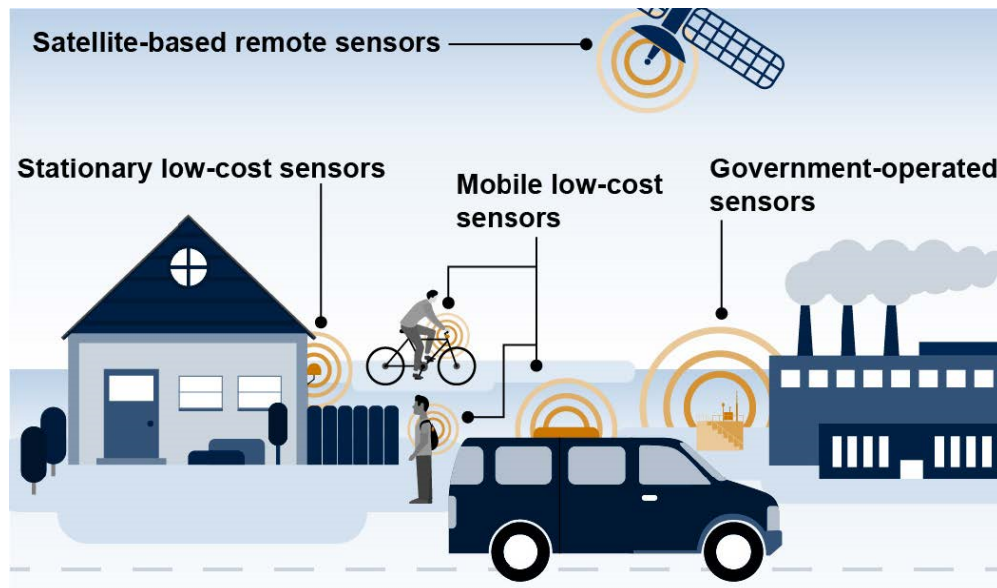 Satellite-based remote sensors
Stationary low-cost sensors
Mobile low-cost
sensors
Government-operated
sensors